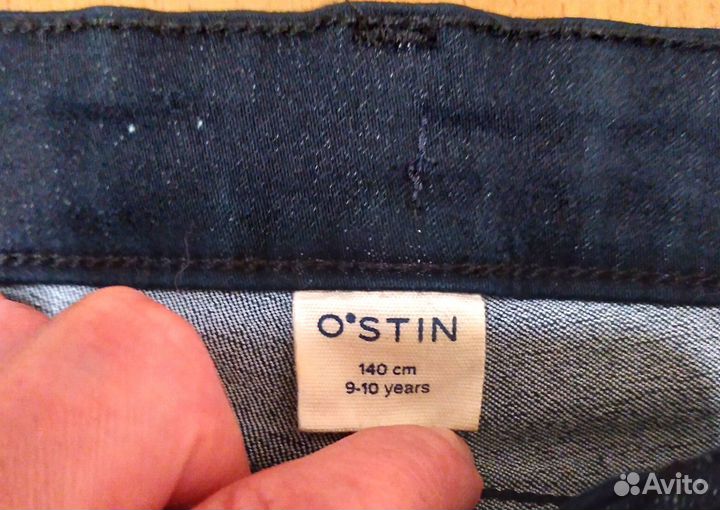 O'STIN
140 cm
9-10 years
Avito